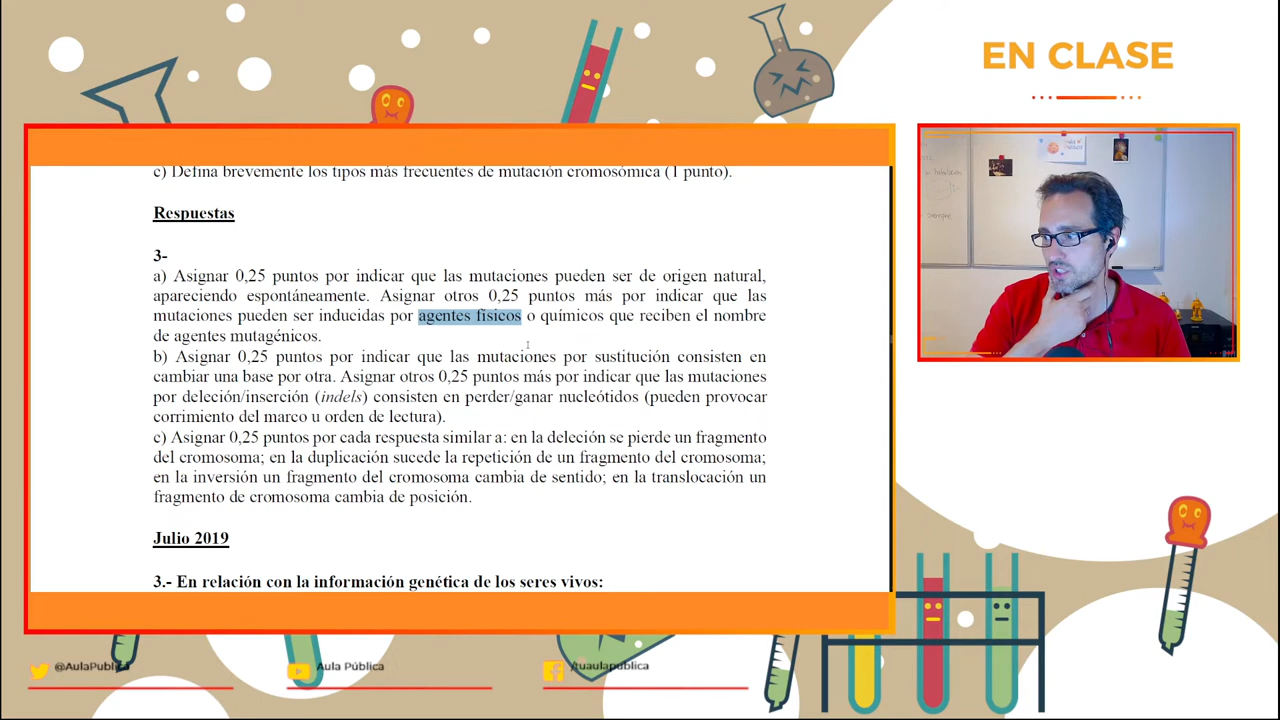 EN CLASE
c) Defina brevemente los tipos más frecuentes de mutación cromosómica (1 punto).
Respuestas
3-
a) Asignar 0,25 puntos por indicar que las mutaciones pueden ser de origen natural,
apareciendo espontáneamente. Asignar otros 0,25 puntos más por indicar que las
mutaciones pueden ser inducidas por agentes físicos o químicos que reciben el nombre
de agentes mutagénicos.
b) Asignar 0,25 puntos por indicar que las mutaciones por sustitución consisten en
cambiar una base por otra. Asignar otros 0,25 puntos más por indicar que las mutaciones
por deleción/inserción (indels) consisten en perder/ganar nucleótidos (pueden provocar
corrimiento del marco u orden de lectura).
c) Asignar 0,25 puntos por cada respuesta similar a: en la deleción se pierde un fragmento
del cromosoma; en la duplicación sucede la repetición de un fragmento del cromosoma;
en la inversión un fragmento del cromosoma cambia de sentido; en la translocación un
fragmento de cromosoma cambia de posición.
Julio 2019
3.- En relación con la información genética de los seres vivos:
@AulaPublica
Aula Pública
/tuaulapublica